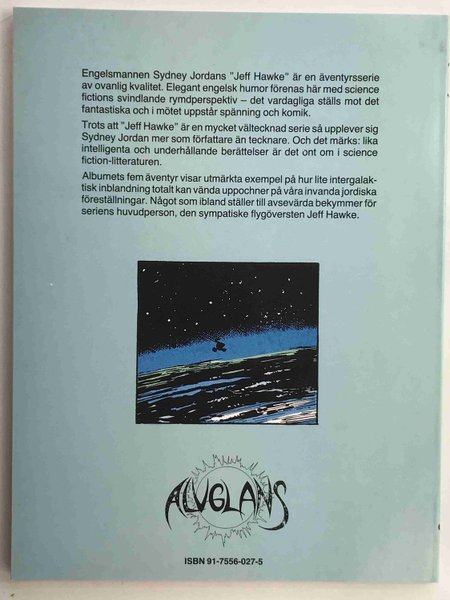 Engelsmannen Sydney Jordans "Jeff Hawke" är en äventyrsserie
av ovanlig kvalitet. Elegant engelsk humor förenas här med science
fictions svindlande rymdperspektiv – det vardagliga ställs mot det
fantastiska och i mötet uppstår spänning och komik.
Trots att "Jeff Hawke" är en mycket vältecknad serie så upplever sig
Sydney Jordan mer som författare än tecknare. Och det märks: lika
intelligenta och underhållande berättelser är det ont om i science
fiction-litteraturen.
Albumets fem äventyr visar utmärkta exempel på hur lite intergalak-
tisk inblandning totalt kan vända uppochner på våra invanda jordiska
föreställningar. Något som ibland ställer till avsevärda bekymmer för
seriens huvudperson, den sympatiske flygöversten Jeff Hawke.
ALVGLANS
ISBN 91-7556-027-5